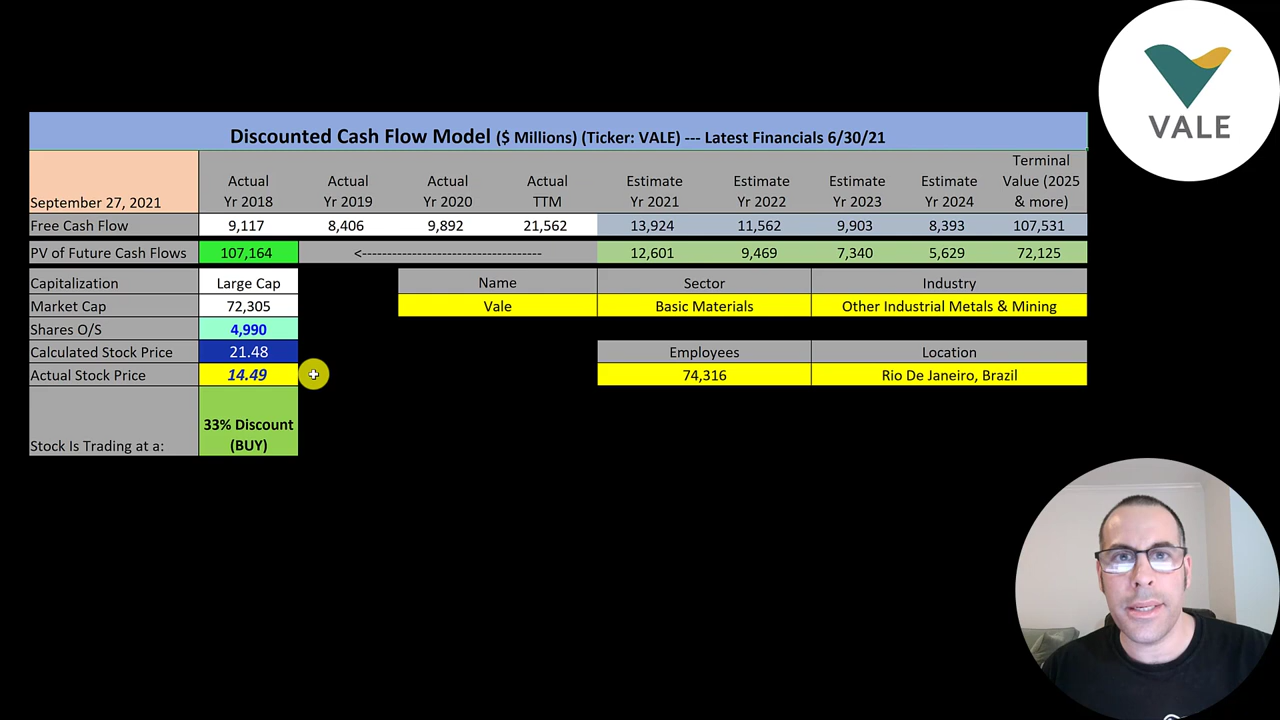 VALE
Discounted Cash Flow Model ($ Millions) (Ticker: VALE) --- Latest Financials 6/30/21
September 27, 2021 Actual Yr 2018 Actual Yr 2019 Actual Yr 2020 Actual TTM Estimate Yr 2021 Estimate Yr 2022 Estimate Yr 2023 Estimate Yr 2024 Terminal Value (2025 & more)
Free Cash Flow 9,117 8,406 9,892 21,562 13,924 11,562 9,903 8,393 107,531
PV of Future Cash Flows 107,164 <------------------------------------- 12,601 9,469 7,340 5,629 72,125
Capitalization Large Cap Name Sector Industry
Market Cap 72,305 Vale Basic Materials Other Industrial Metals & Mining
Shares O/S 4,990
Calculated Stock Price 21.48 Employees Location
Actual Stock Price 14.49 74,316 Rio De Janeiro, Brazil
Stock Is Trading at a: 33% Discount (BUY)